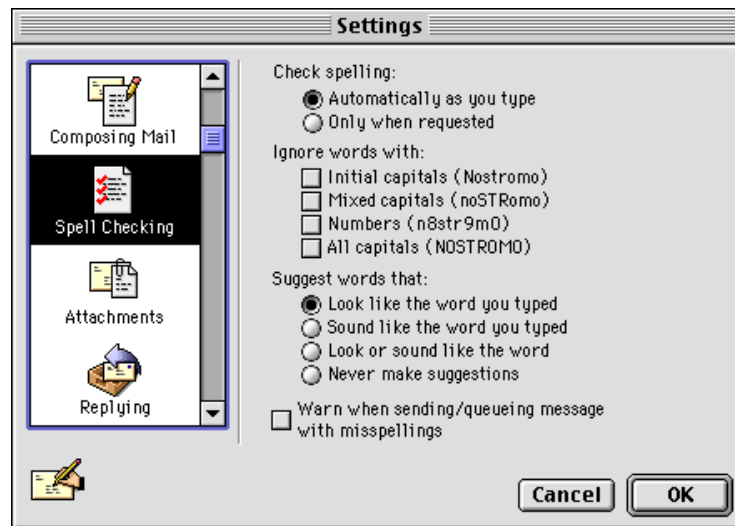 Settings
Composing Mail
Spell Checking
Attachments
Replying
Check spelling:
Automatically as you type
Only when requested
Ignore words with:
Initial capitals (Nostromo)
Mixed capitals (noSTRomo)
Numbers (n8str9m0)
All capitals (NOSTROMO)
Suggest words that:
Look like the word you typed
Sound like the word you typed
Look or sound like the word
Never make suggestions
Warn when sending/queueing message
with misspellings
Cancel
OK